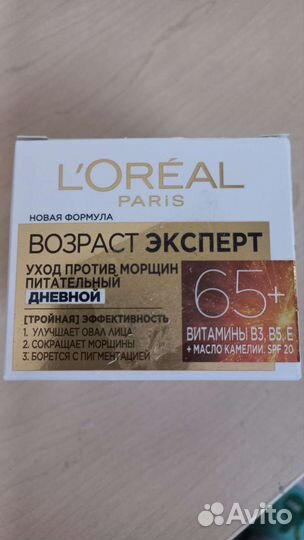 L'ORÉAL
PARIS
НОВАЯ ФОРМУЛА
ВОЗРАСТ ЭКСПЕРТ
УХОД ПРОТИВ МОРЩИН
ПИТАТЕЛЬНЫЙ
ДНЕВНОЙ
[ТРОЙНАЯ] ЭФФЕКТИВНОСТЬ
1. УЛУЧШАЕТ ОВАЛ ЛИЦА
2. СОКРАЩАЕТ МОРЩИНЫ
3. БОРЕТСЯ С ПИГМЕНТАЦИЕЙ
65+
ВИТАМИНЫ B3, B5, E
+ МАСЛО КАМЕЛИИ. SPF 20
Avito